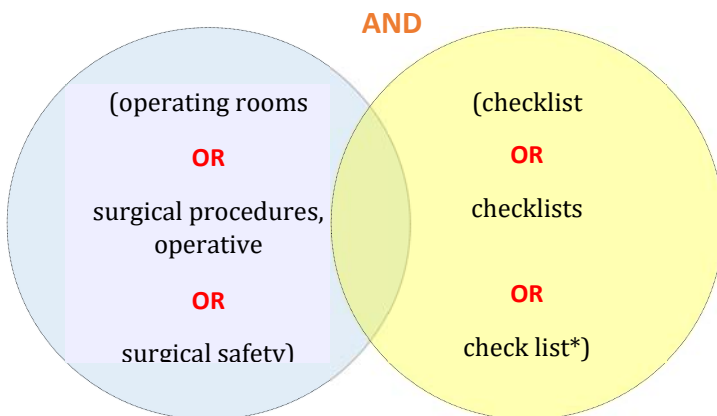 AND
(operating rooms
OR
surgical procedures,
operative
OR
surgical safety)
(checklist
OR
checklists
OR
check list*)